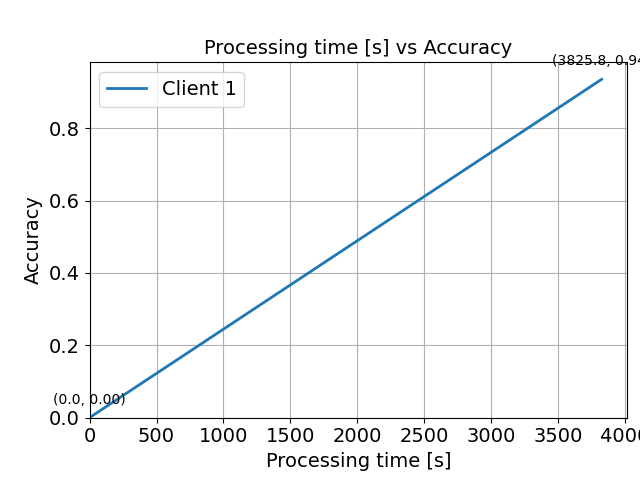 Processing time [s] vs Accuracy
(3825.8, 0.94
Client 1
Accuracy
0.8
0.6
0.4
0.2
0.0
(0.0, 0.00)
0 500 1000 1500 2000 2500 3000 3500 4000
Processing time [s]